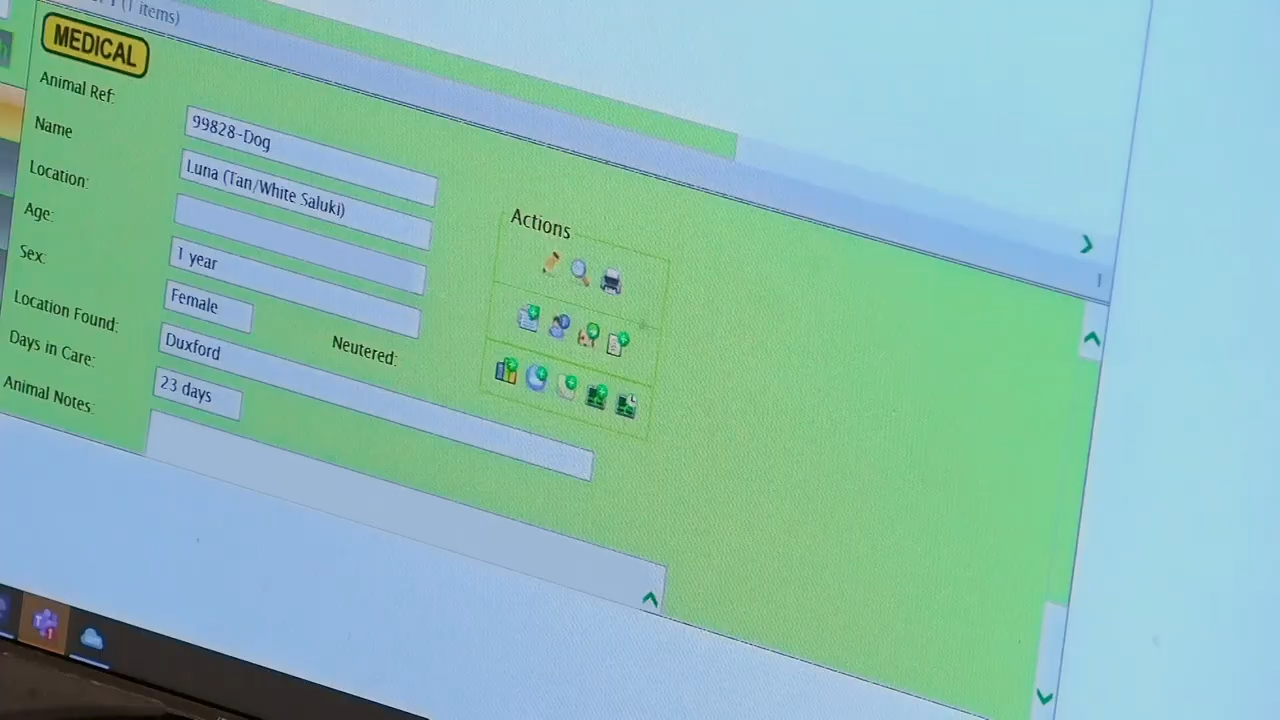 (1 items)
MEDICAL
Animal Ref:
99828-Dog
Name
Luna (Tan/White Saluki)
Location:
Age:
1 year
Sex:
Female
Neutered:
Location Found:
Duxford
Days in Care:
23 days
Animal Notes:
Actions